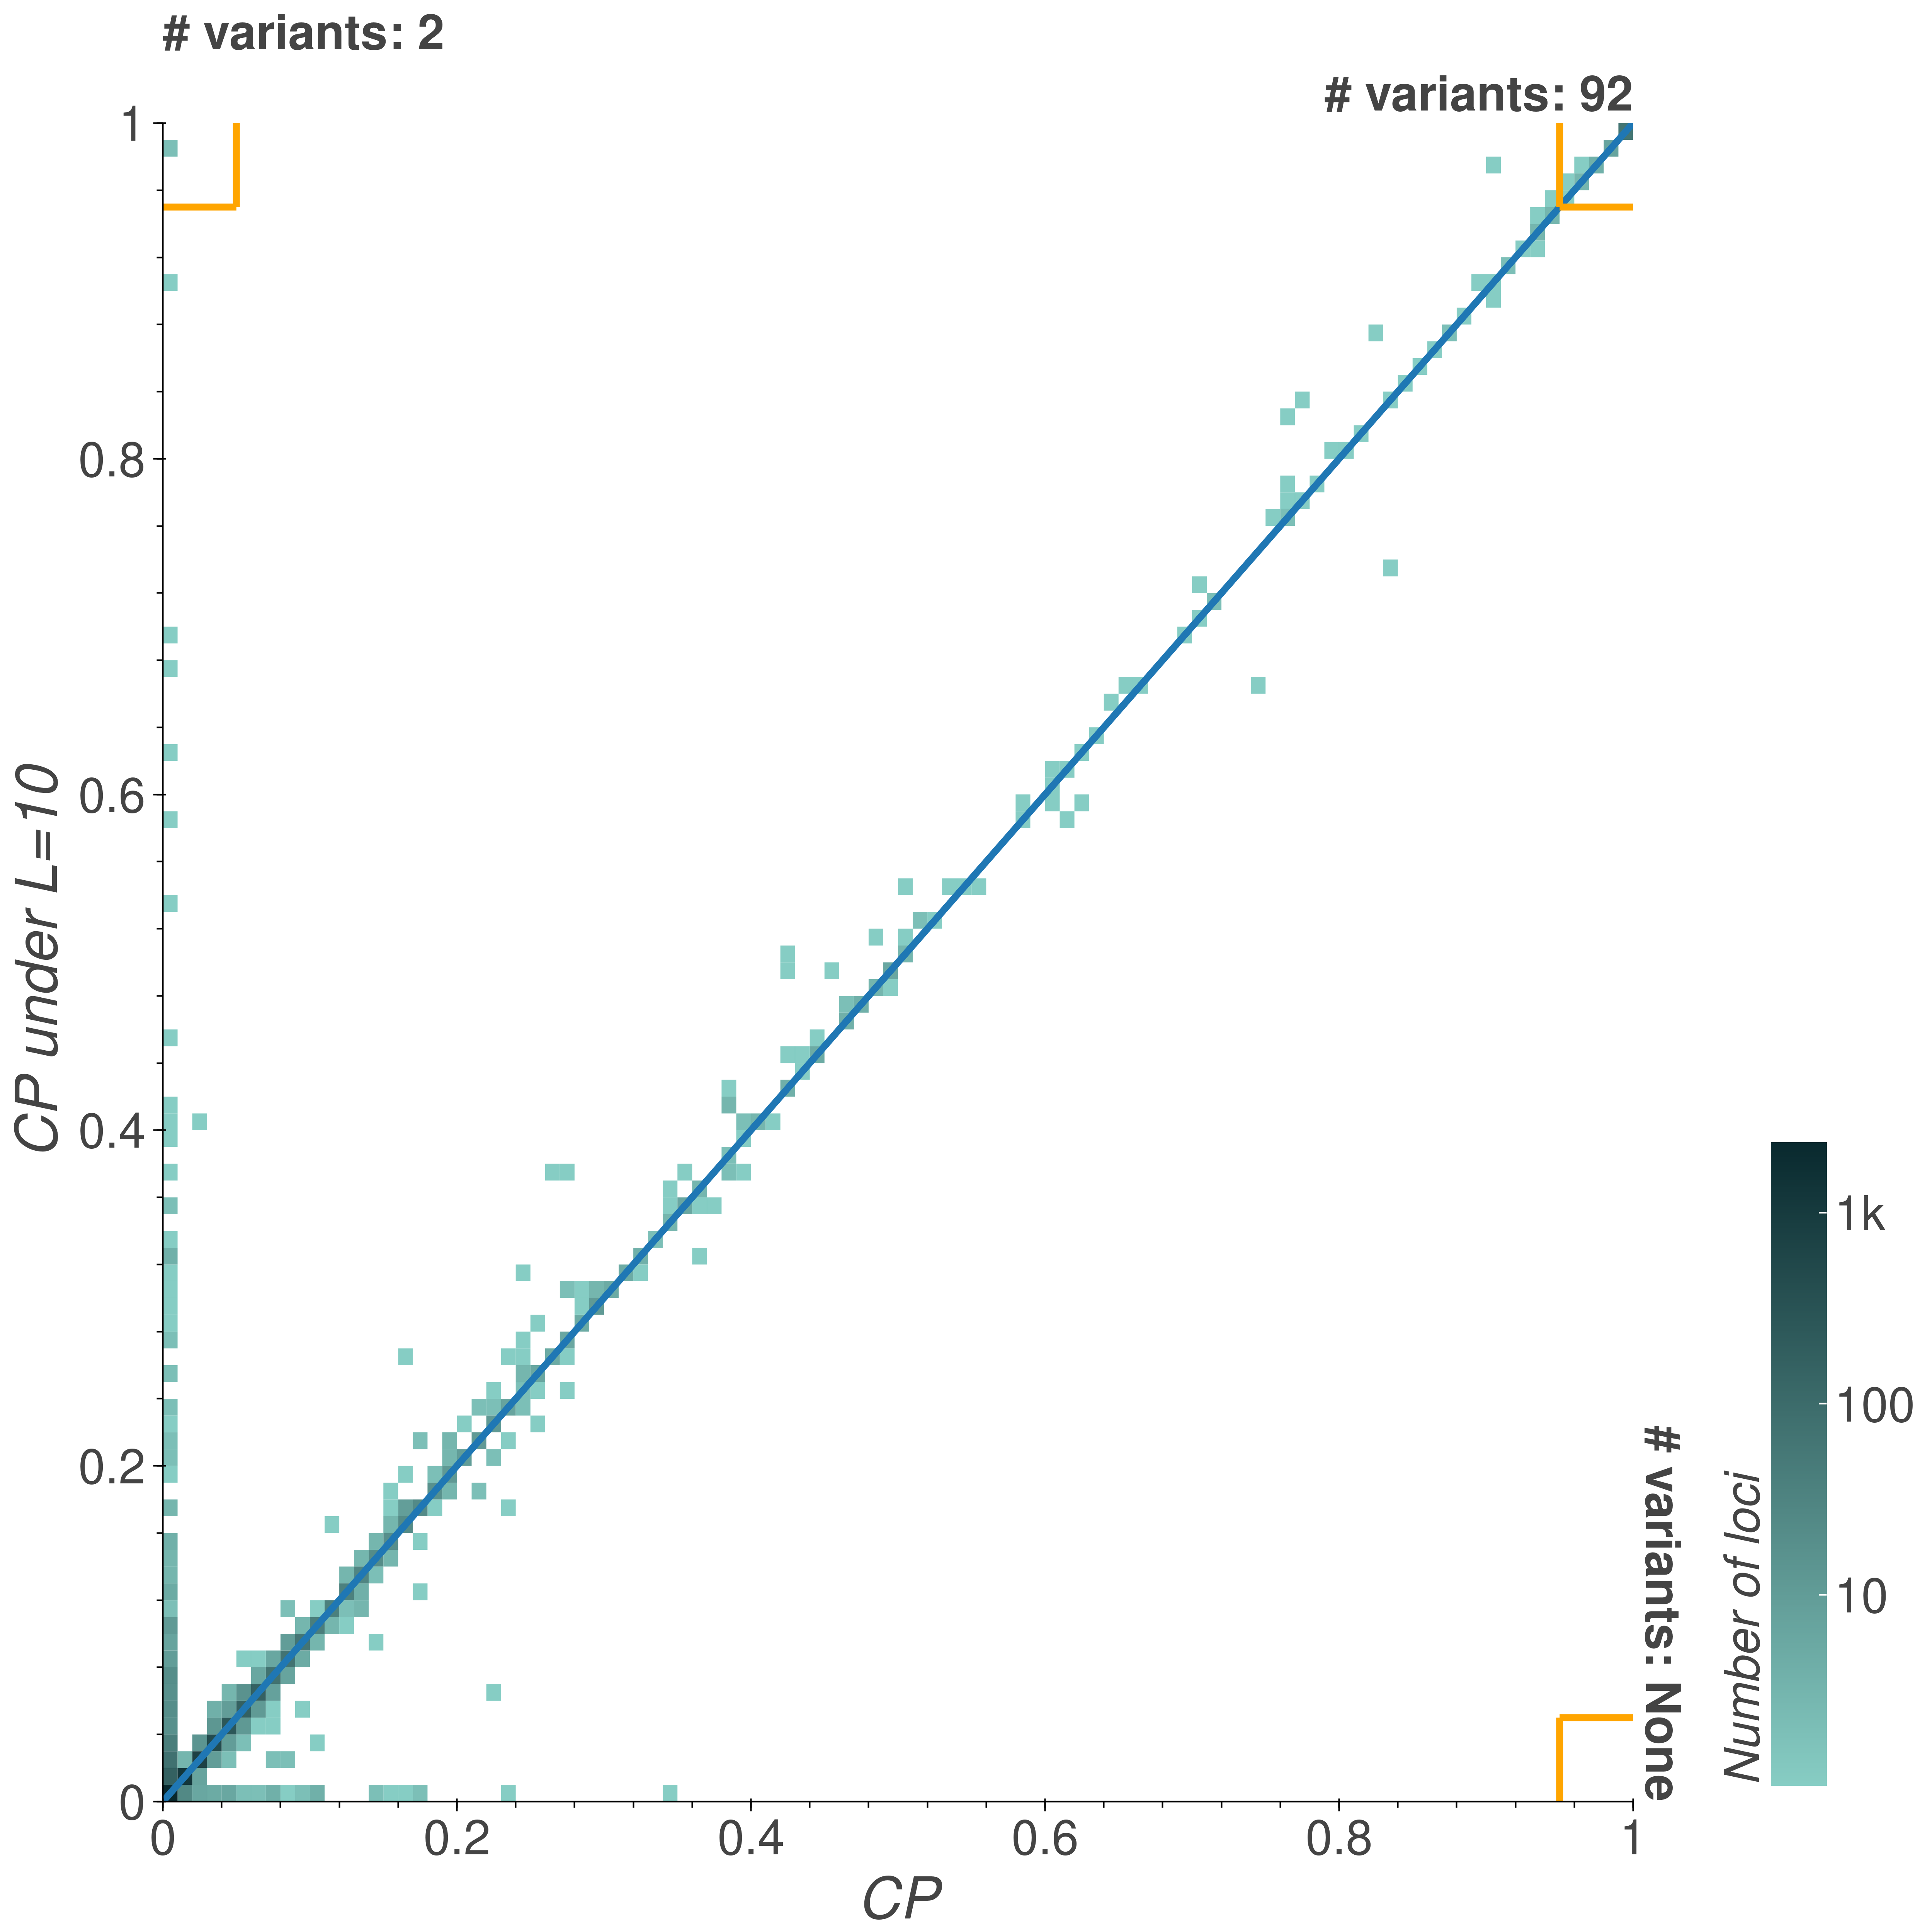 # variants: 2
# variants: 92
1
0.8
0.6
0.4
0.2
0
CP under L=10
0
0.2
0.4
0.6
0.8
1
CP
# variants: None
Number of loci
1k
100
10